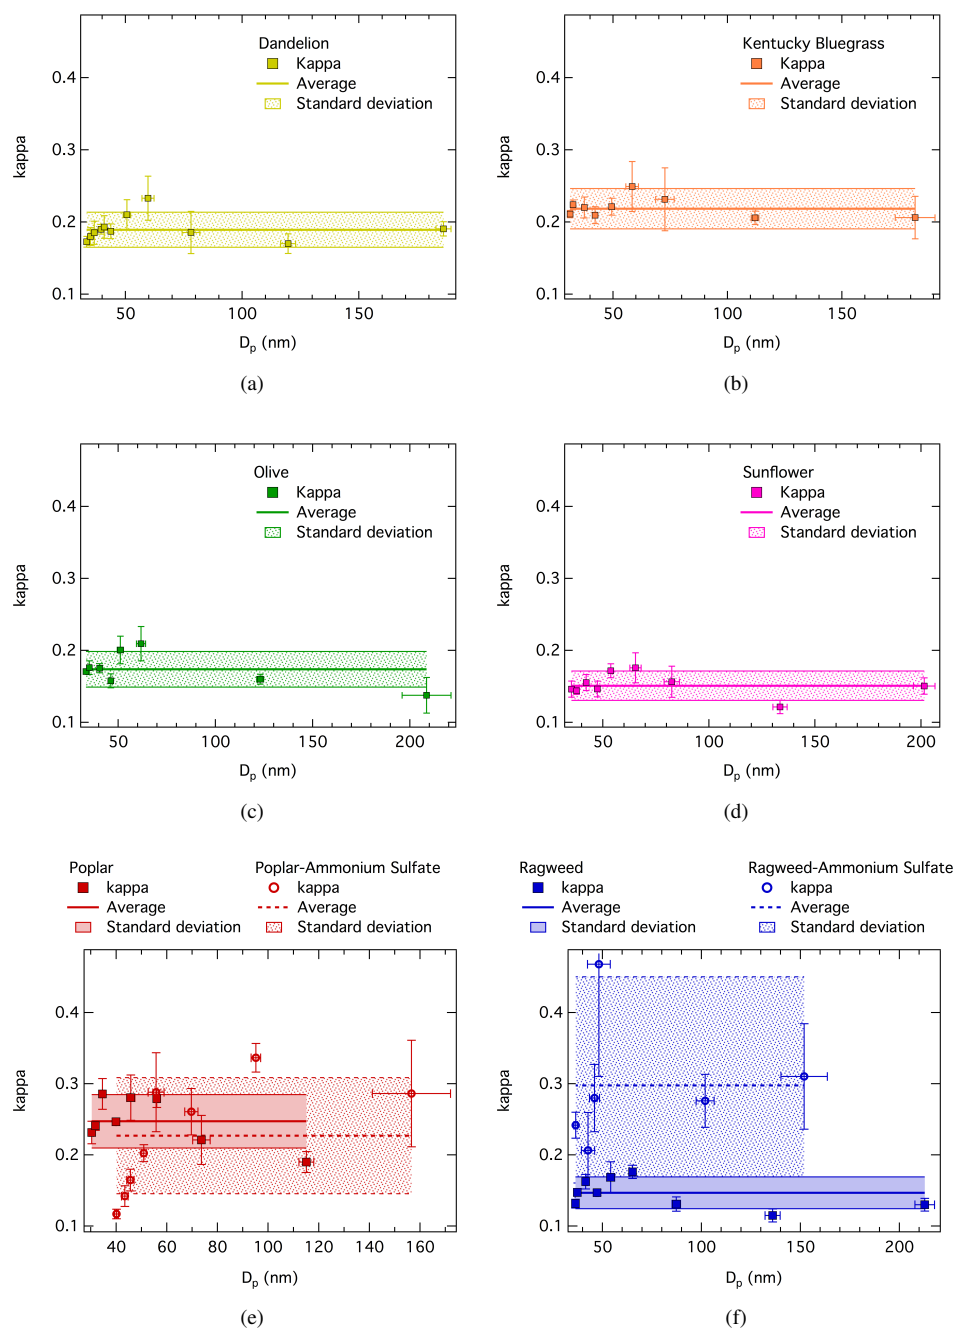 Dandelion
Kappa
Average
Standard deviation
0.4
0.3
0.2
0.1
kappa
50
100
150
Dp (nm)
(a)
Kentucky Bluegrass
Kappa
Average
Standard deviation
0.4
0.3
0.2
0.1
kappa
50
100
150
Dp (nm)
(b)
Olive
Kappa
Average
Standard deviation
0.4
0.3
0.2
0.1
kappa
50
100
150
200
Dp (nm)
(c)
Sunflower
Kappa
Average
Standard deviation
0.4
0.3
0.2
0.1
kappa
50
100
150
200
Dp (nm)
(d)
Poplar
kappa
Average
Standard deviation
Poplar-Ammonium Sulfate
kappa
Average
Standard deviation
0.4
0.3
0.2
0.1
kappa
40
60
80
100
120
140
160
Dp (nm)
(e)
Ragweed
kappa
Average
Standard deviation
Ragweed-Ammonium Sulfate
kappa
Average
Standard deviation
0.4
0.3
0.2
0.1
kappa
50
100
150
200
Dp (nm)
(f)